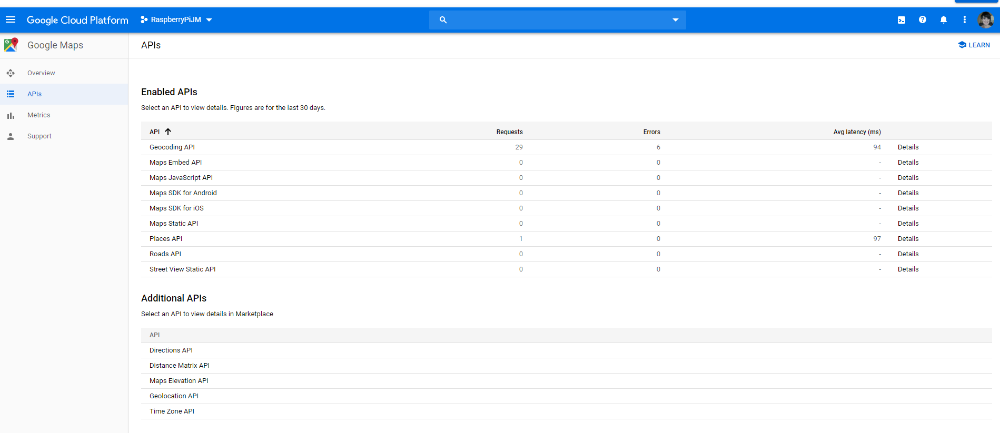 Google Cloud Platform RaspberryPiJM
Google Maps APIs LEARN
Overview
APIs
Metrics
Support
Enabled APIs
Select an API to view details. Figures are for the last 30 days.
API Requests Errors Avg latency (ms)
Geocoding API 29 6 94 Details
Maps Embed API 0 0 - Details
Maps JavaScript API 0 0 - Details
Maps SDK for Android 0 0 - Details
Maps SDK for iOS 0 0 - Details
Maps Static API 0 0 - Details
Places API 1 0 97 Details
Roads API 0 0 - Details
Street View Static API 0 0 - Details
Additional APIs
Select an API to view details in Marketplace
API
Directions API
Distance Matrix API
Maps Elevation API
Geolocation API
Time Zone API